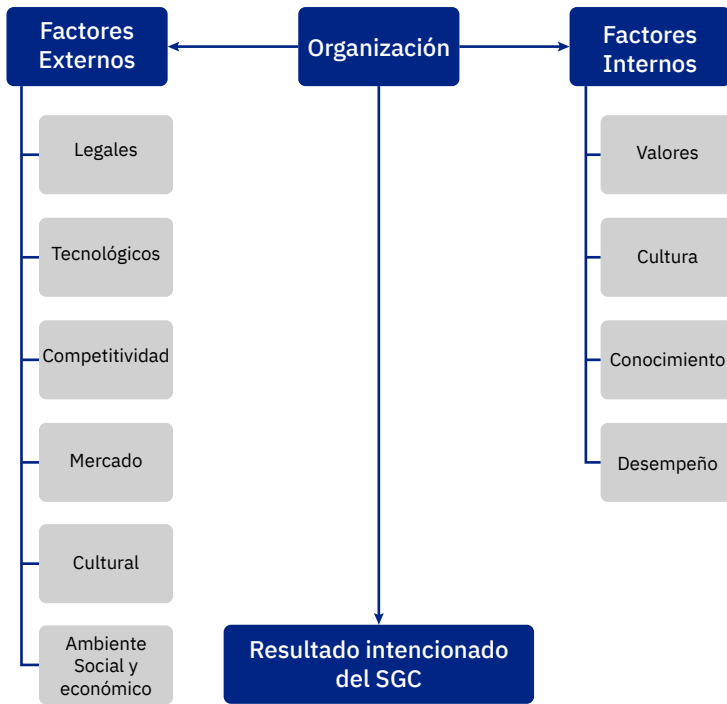 Factores
Externos
Organización
Factores
Internos
Legales
Tecnológicos
Competitividad
Mercado
Cultural
Ambiente
Social y
económico
Valores
Cultura
Conocimiento
Desempeño
Resultado intencionado
del SGC